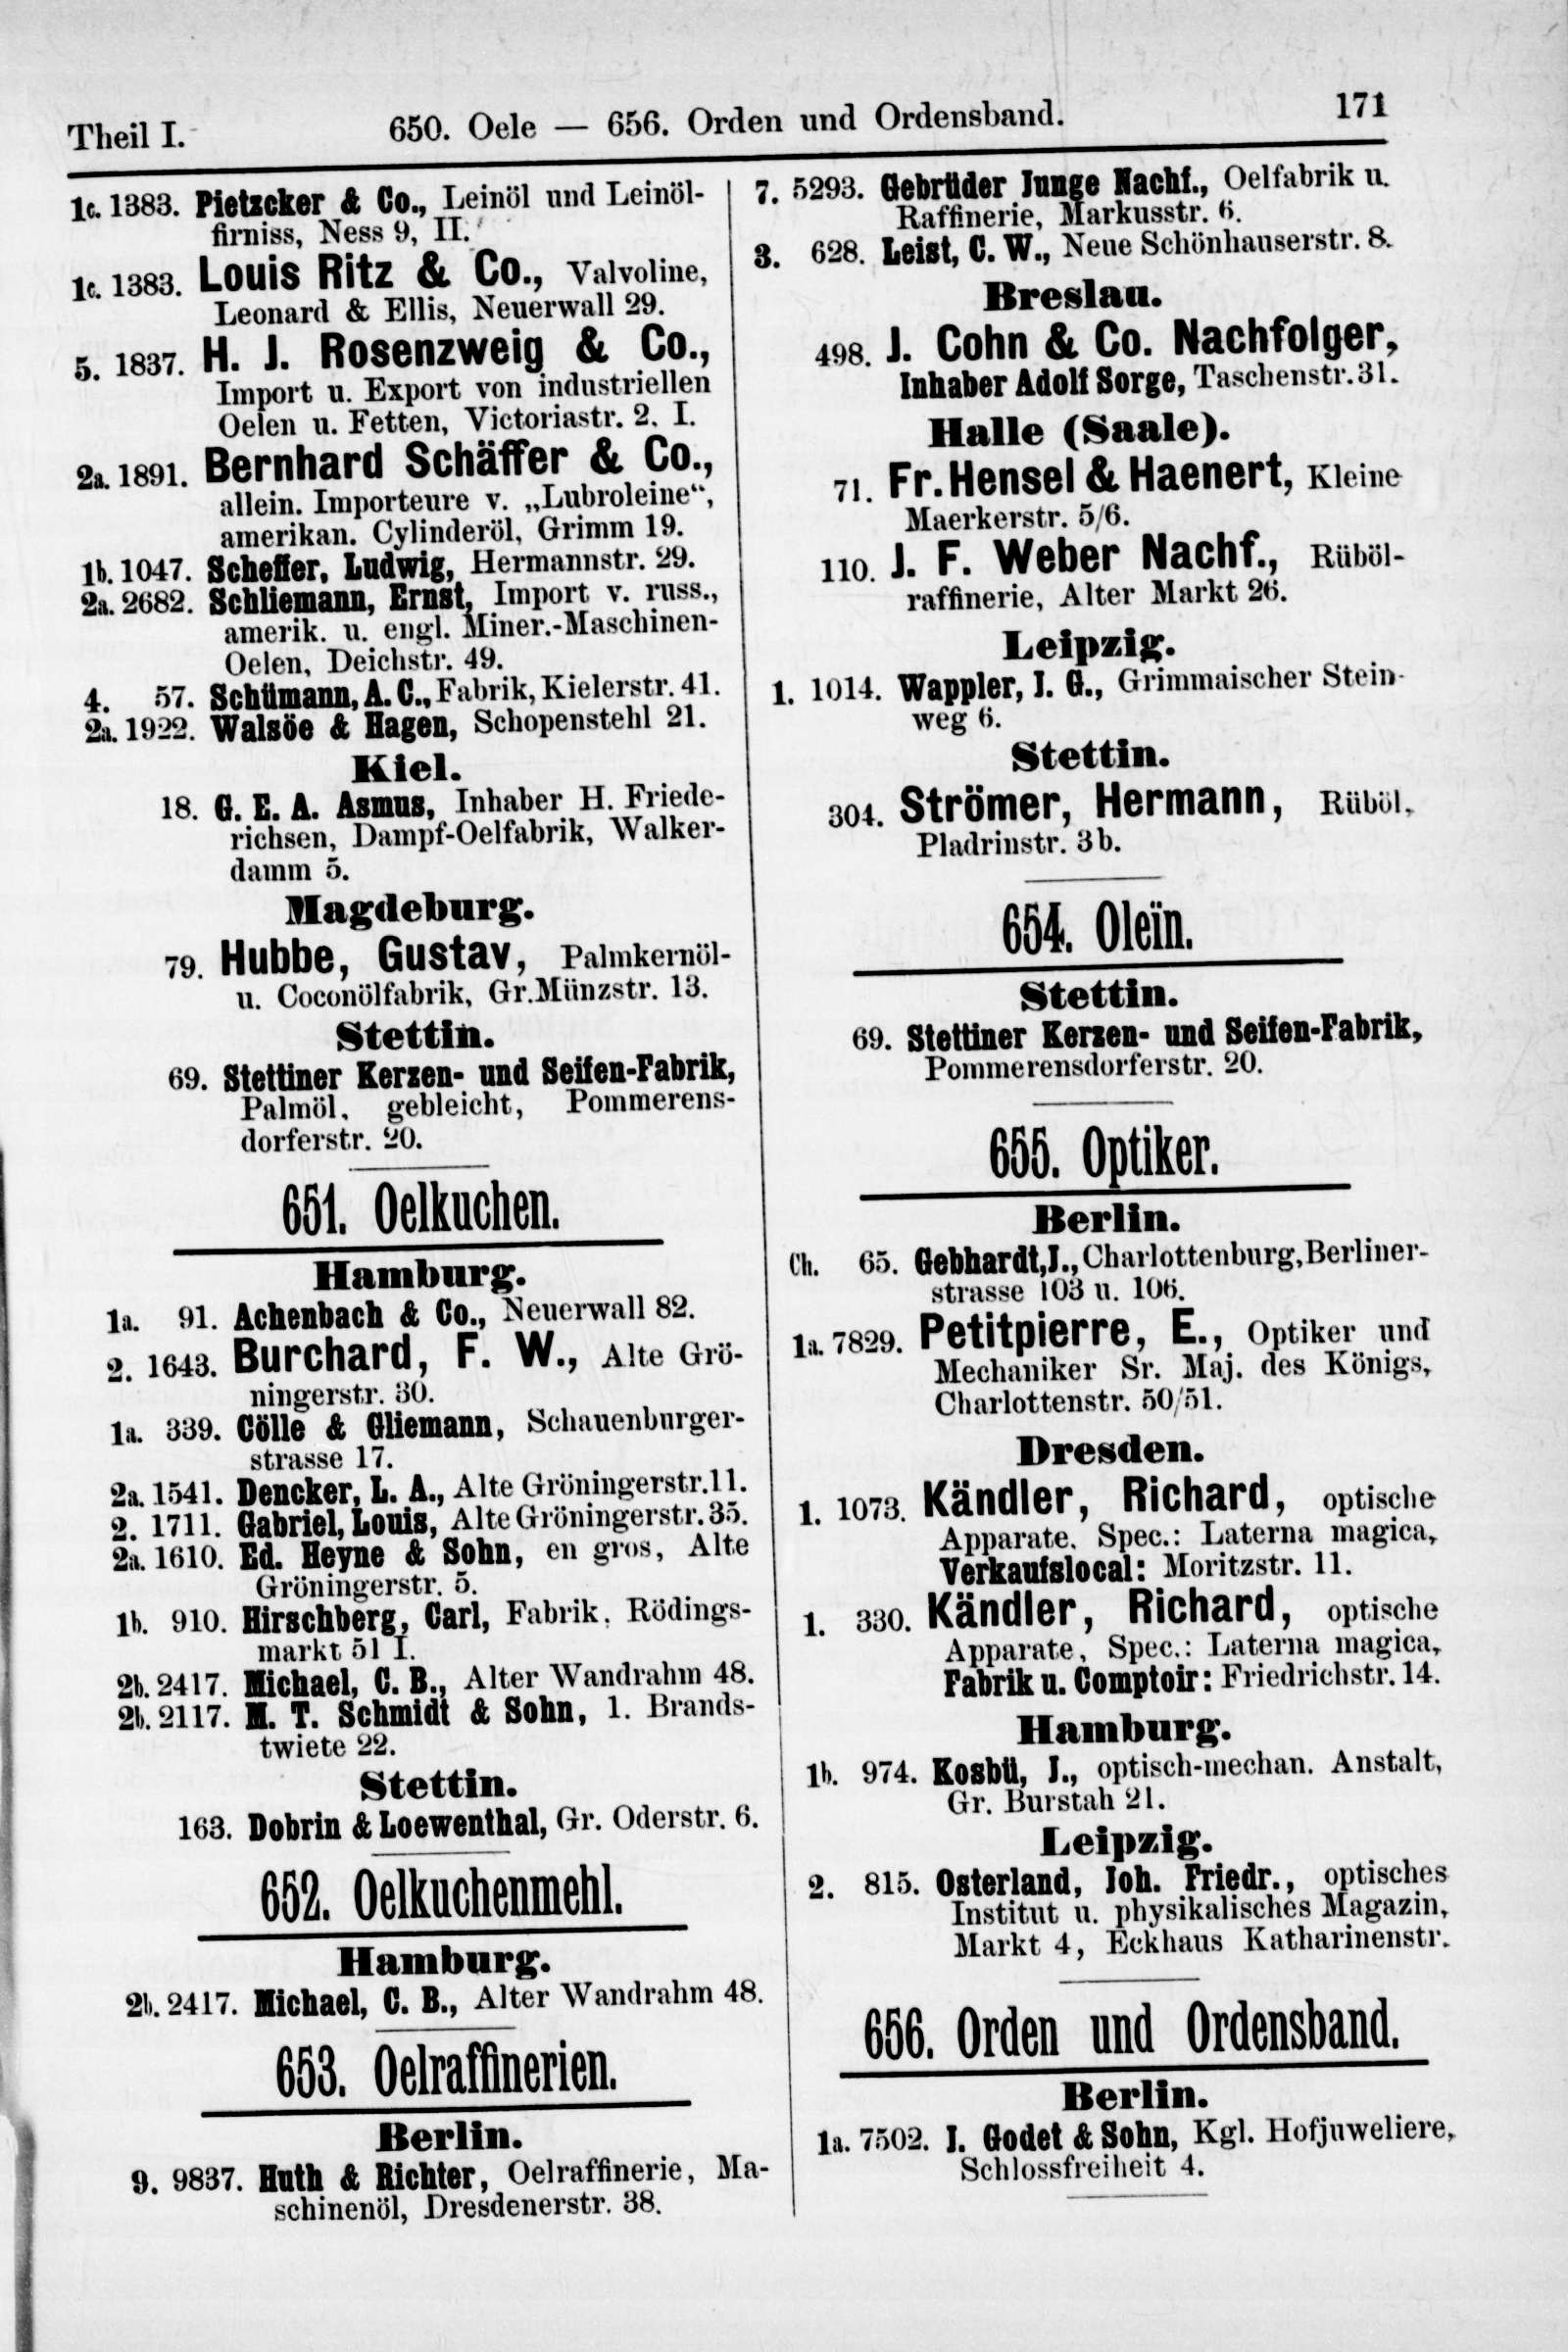 Theil I. 650. Oele — 656. Orden und Ordensband. 171
1c. 1383. Pietzcker & Co., Leinöl und Leinöl-
firniss, Ness 9, II.
1c. 1383. Louis Ritz & Co., Valvoline,
Leonard & Ellis, Neuerwall 29.
5. 1837. H. J. Rosenzweig & Co.,
Import u. Export von industriellen
Oelen u. Fetten, Victoriastr. 2. I.
2a. 1891. Bernhard Schäffer & Co.,
allein. Importeure v. „Lubroleine“,
amerikan. Cylinderöl, Grimm 19.
1b. 1047. Scheffer, Ludwig, Hermannstr. 29.
2a. 2682. Schliemann, Ernst, Import v. russ.,
amerik. u. engl. Miner.-Maschinen-
Oelen, Deichstr. 49.
4. 57. Schümann, A. C., Fabrik, Kielerstr. 41.
2a. 1922. Walsöe & Hagen, Schopenstehl 21.
Kiel.
18. G. E. A. Asmus, Inhaber H. Friede-
richsen, Dampf-Oelfabrik, Walker-
damm 5.
Magdeburg.
79. Hubbe, Gustav, Palmkernöl-
u. Coconölfabrik, Gr.Münzstr. 13.
Stettin.
69. Stettiner Kerzen- und Seifen-Fabrik,
Palmöl, gebleicht, Pommerens-
dorferstr. 20.
651. Oelkuchen.
Hamburg.
1a. 91. Achenbach & Co., Neuerwall 82.
2. 1643. Burchard, F. W., Alte Grö-
ningerstr. 30.
1a. 339. Cölle & Gliemann, Schauenburger-
strasse 17.
2a. 1541. Dencker, L. A., Alte Gröningerstr.11.
2. 1711. Gabriel, Louis, Alte Gröningerstr. 35.
2a. 1610. Ed. Heyne & Sohn, en gros, Alte
Gröningerstr. 5.
1b. 910. Hirschberg, Carl, Fabrik, Rödings-
markt 51 I.
2b. 2417. Michael, C. B., Alter Wandrahm 48.
2b. 2117. M. T. Schmidt & Sohn, 1. Brands-
twiete 22.
Stettin.
163. Dobrin & Loewenthal, Gr. Oderstr. 6.
652. Oelkuchenmehl.
Hamburg.
2b. 2417. Michael, C. B., Alter Wandrahm 48.
653. Oelraffinerien.
Berlin.
9. 9837. Huth & Richter, Oelraffinerie, Ma-
schinenöl, Dresdenerstr. 38.
7. 5293. Gebrüder Junge Nachf., Oelfabrik u.
Raffinerie, Markusstr. 6.
3. 628. Leist, C. W., Neue Schönhauserstr. 8.
Breslau.
498. J. Cohn & Co. Nachfolger,
Inhaber Adolf Sorge, Taschenstr. 31.
Halle (Saale).
71. Fr. Hensel & Haenert, Kleine
Maerkerstr. 5/6.
110. J. F. Weber Nachf., Rüböl-
raffinerie, Alter Markt 26.
Leipzig.
1. 1014. Wappler, J. G., Grimmaischer Stein-
weg 6.
Stettin.
304. Strömer, Hermann, Rüböl,
Pladrinstr. 3b.
654. Oleïn.
Stettin.
69. Stettiner Kerzen- und Seifen-Fabrik,
Pommerensdorferstr. 20.
655. Optiker.
Berlin.
Ch. 65. Gebhardt, J., Charlottenburg, Berliner-
strasse 103 u. 106.
1a. 7829. Petitpierre, E., Optiker und
Mechaniker Sr. Maj. des Königs,
Charlottenstr. 50/51.
Dresden.
1. 1073. Kändler, Richard, optische
Apparate, Spec.: Laterna magica,
Verkaufslocal: Moritzstr. 11.
1. 330. Kändler, Richard, optische
Apparate, Spec.: Laterna magica,
Fabrik u. Comptoir: Friedrichstr. 14.
Hamburg.
1b. 974. Kosbü, J., optisch-mechan. Anstalt,
Gr. Burstah 21.
Leipzig.
2. 815. Osterland, Joh. Friedr., optisches
Institut u. physikalisches Magazin,
Markt 4, Eckhaus Katharinenstr.
656. Orden und Ordensband.
Berlin.
1a. 7502. J. Godet & Sohn, Kgl. Hofjuweliere,
Schlossfreiheit 4.